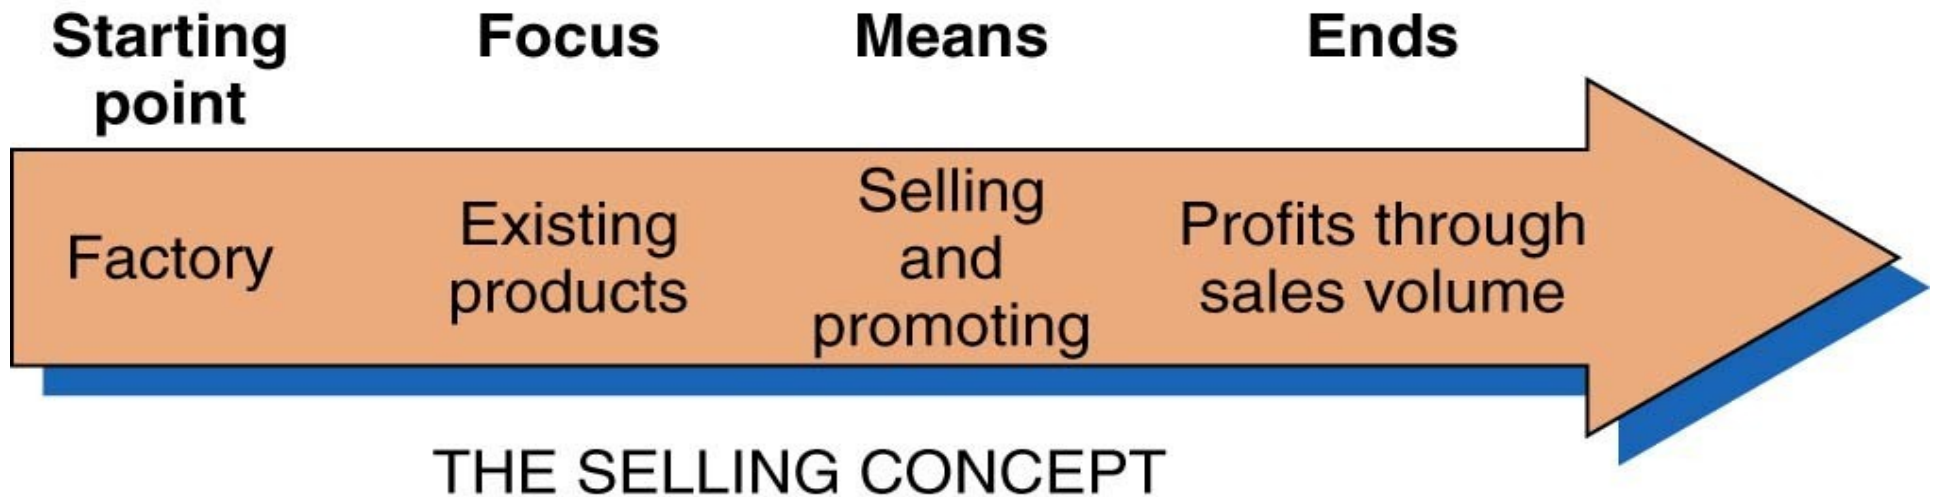 Starting
point
Focus
Means
Ends
Factory
Existing
products
Selling
and
promoting
Profits through
sales volume
THE SELLING CONCEPT